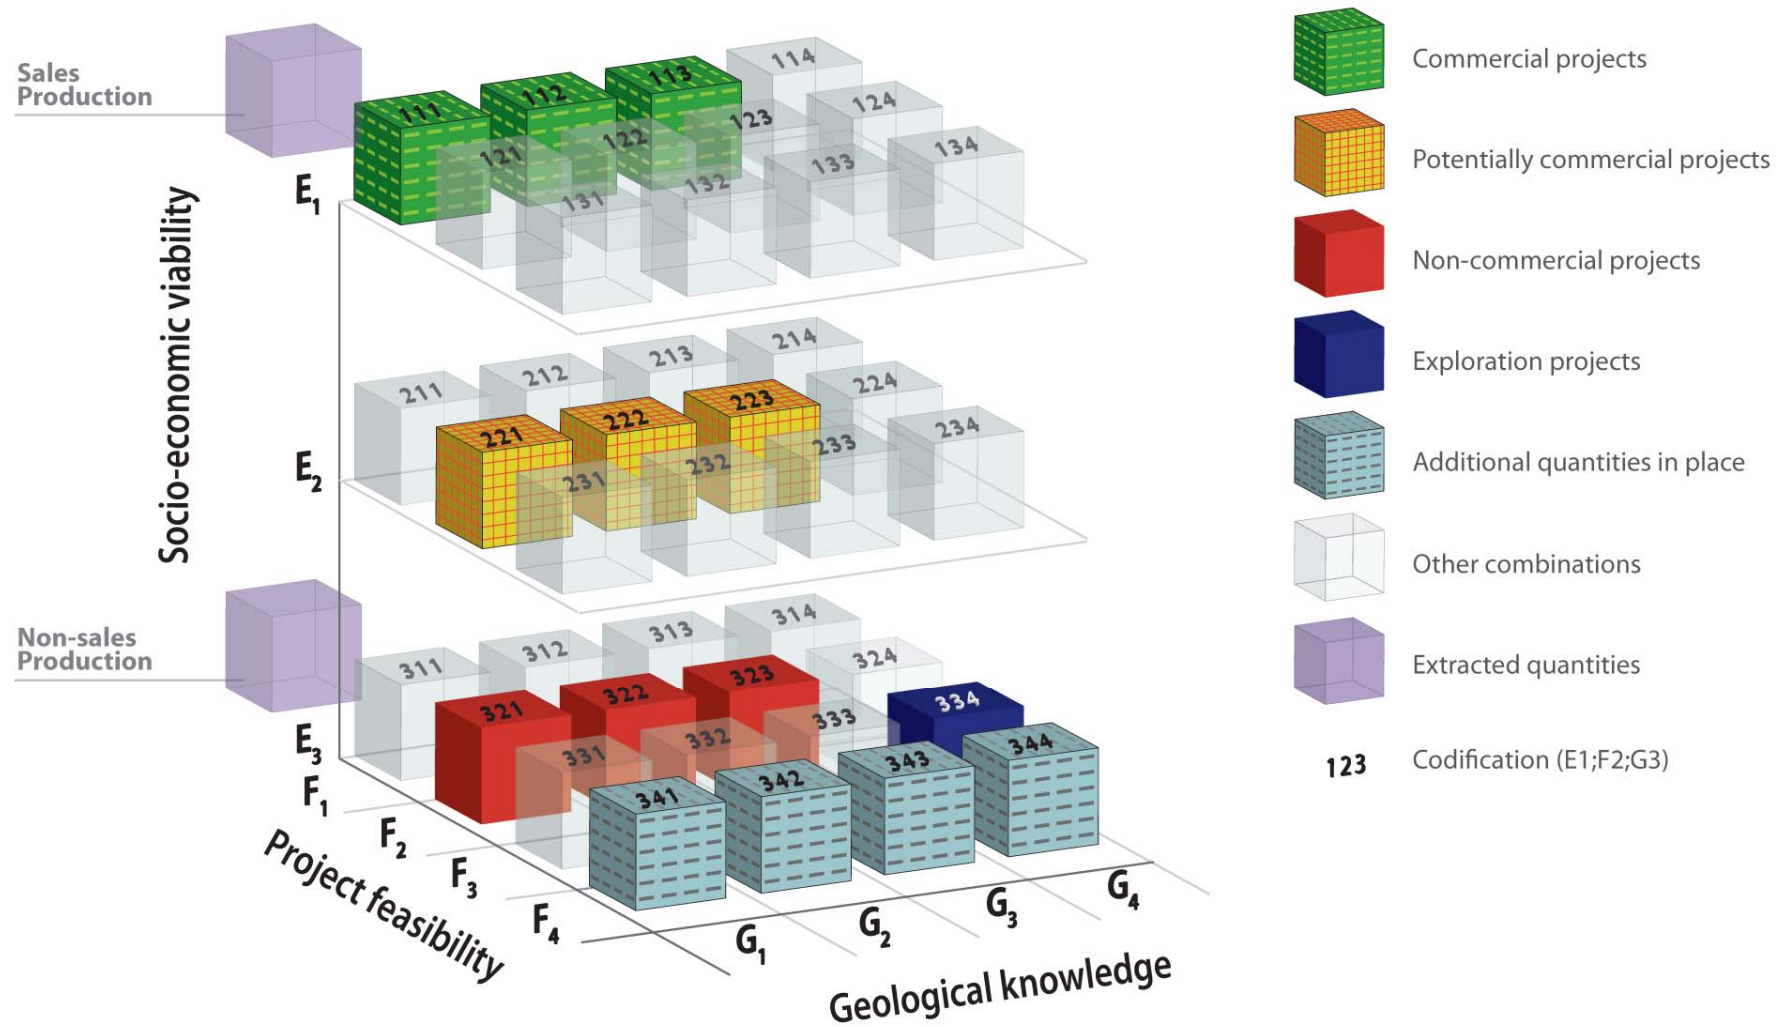 Sales
Production
Socio-economic viability
Non-sales
Production
E1
E2
E3
111
112
113
114
121
122
123
124
131
132
133
134
211
212
213
214
221
222
223
224
231
232
233
234
311
312
313
314
321
322
323
324
331
332
333
334
341
342
343
344
F1
F2
F3
F4
Project feasibility
G1
G2
G3
G4
Geological knowledge
Commercial projects
Potentially commercial projects
Non-commercial projects
Exploration projects
Additional quantities in place
Other combinations
Extracted quantities
123 Codification (E1;F2;G3)